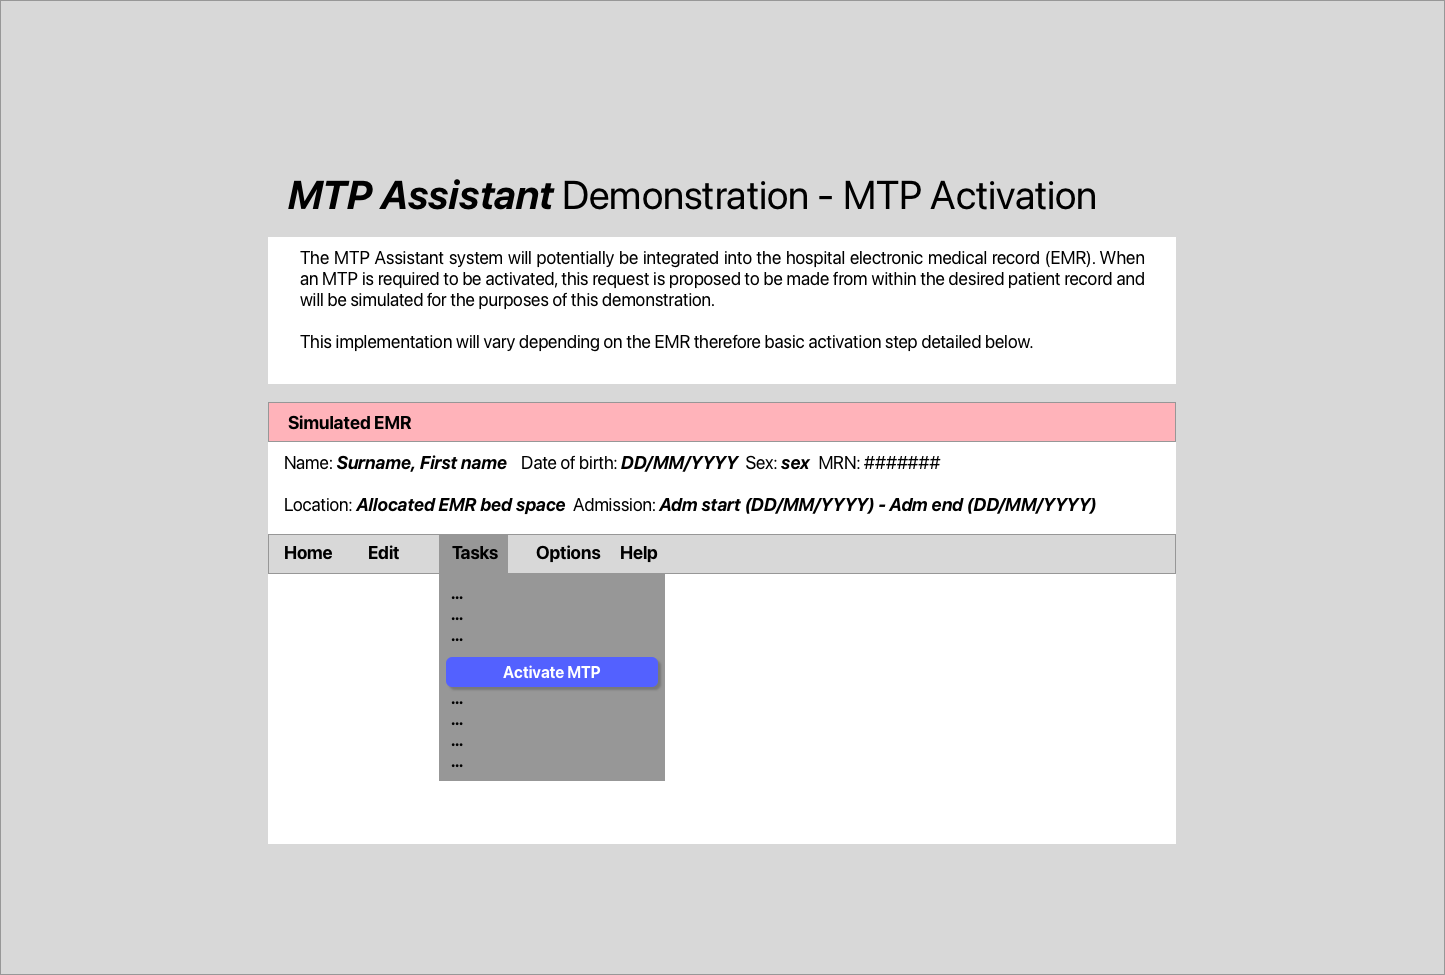 MTP Assistant Demonstration - MTP Activation
The MTP Assistant system will potentially be integrated into the hospital electronic medical record (EMR). When
an MTP is required to be activated, this request is proposed to be made from within the desired patient record and
will be simulated for the purposes of this demonstration.
This implementation will vary depending on the EMR therefore basic activation step detailed below.
Simulated EMR
Name: Surname, First name Date of birth: DD/MM/YYYY Sex: sex MRN: #######
Location: Allocated EMR bed space Admission: Adm start (DD/MM/YYYY) - Adm end (DD/MM/YYYY)
Home Edit Tasks Options Help
...
...
...
Activate MTP
...
...
...
...